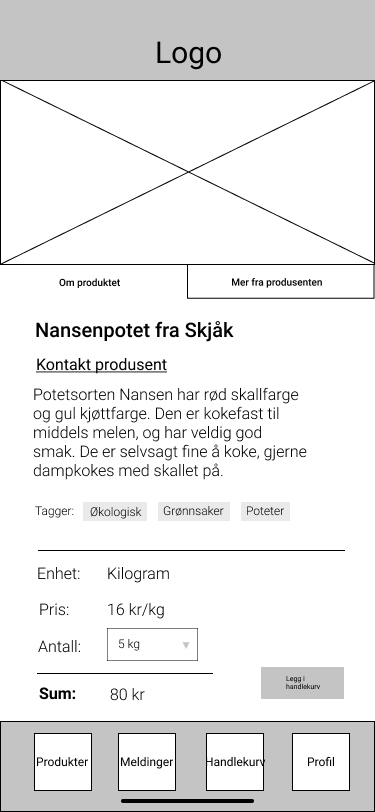 Logo
Om produktet
Mer fra produsenten
Nansenpotet fra Skjåk
Kontakt produsent
Potetsorten Nansen har rød skallfarge
og gul kjøttfarge. Den er kokefast til
middels melen, og har veldig god
smak. De er selvsagt fine å koke, gjerne
dampkokes med skallet på.
Tagger: Økologisk Grønnsaker Poteter
Enhet: Kilogram
Pris: 16 kr/kg
Antall: 5 kg
Legg i
handlekurv
Sum: 80 kr
Produkter Meldinger Handlekurv Profil